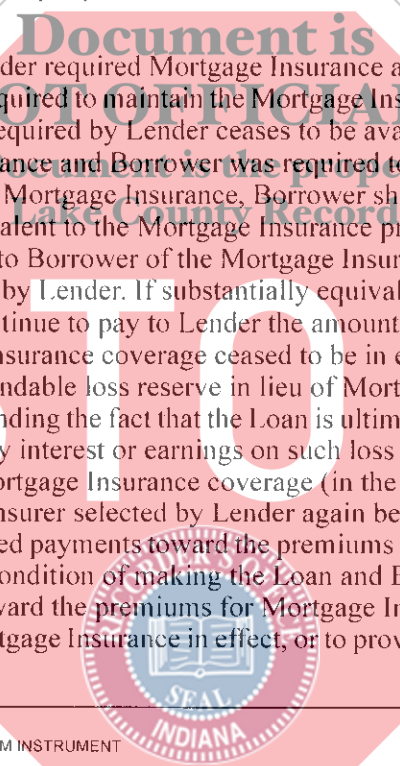 Document is
der required Mortgage Insurance a
quired to maintain the Mortgage Ins
OT OFFICIAL
equired by Lender ceases to be ava
ance and Borrower was required to
ocument is the prope
Mortgage Insurance, Borrower sh
Lake County Record
alent to the Mortgage Insurance pr
to Borrower of the Mortgage Insur
by Lender. If substantially equival
tinue to pay to Lender the amount
nsurance coverage ceased to be in e
ndable loss reserve in lieu of Mort
STO
nding the fact that the Loan is ultim
y interest or earnings on such loss
ortgage Insurance coverage (in the
nsurer selected by Lender again be
ed payments toward the premiums
ondition of making the Loan and B
vard the premiums for Mortgage In
tgage Insurance in effect, or to prov
SEAL
INDIANA
M INSTRUMENT